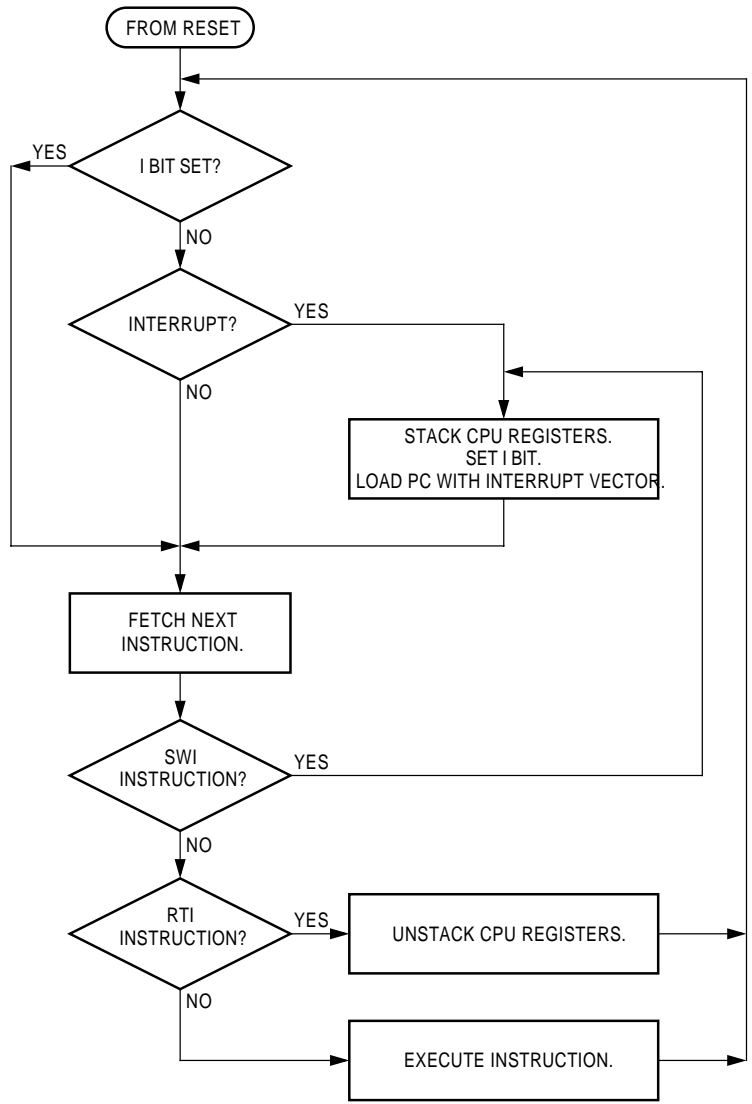 FROM RESET
YES
I BIT SET?
NO
INTERRUPT?
YES
NO
STACK CPU REGISTERS.
SET I BIT.
LOAD PC WITH INTERRUPT VECTOR.
FETCH NEXT
INSTRUCTION.
SWI
INSTRUCTION?
YES
NO
RTI
INSTRUCTION?
YES
UNSTACK CPU REGISTERS.
NO
EXECUTE INSTRUCTION.